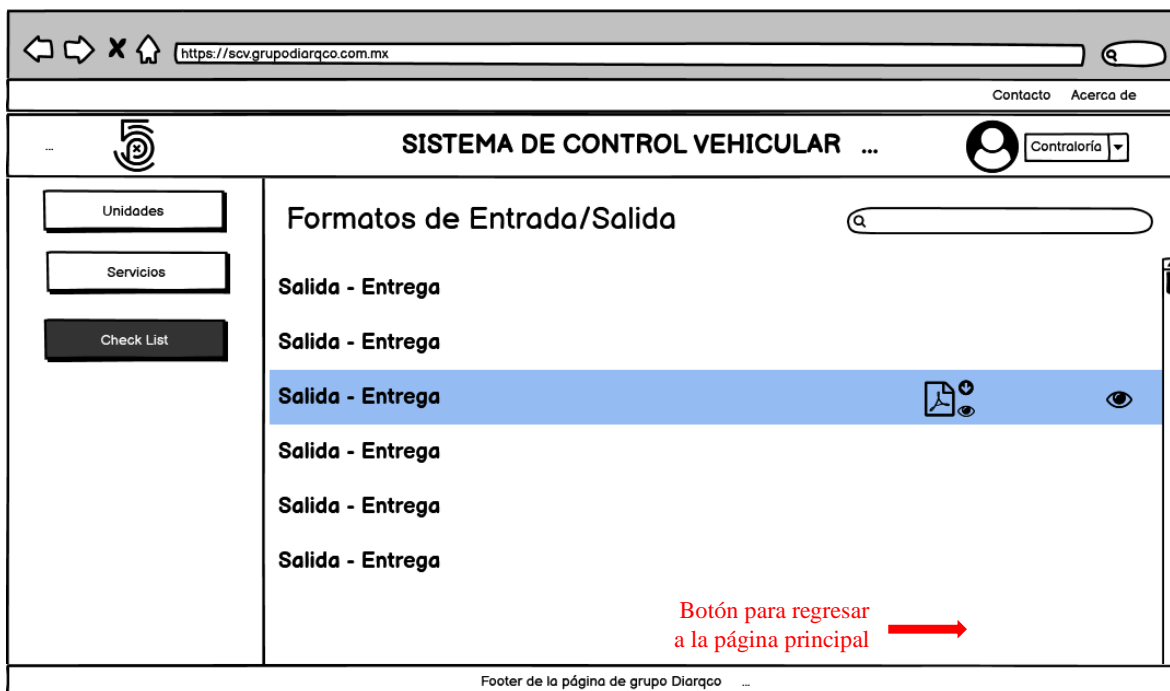 https://scv.grupodiarqco.com.mx
Contacto Acerca de
... SISTEMA DE CONTROL VEHICULAR ... Contraloría
Unidades
Servicios
Check List
Formatos de Entrada/Salida
Salida - Entrega
Salida - Entrega
Salida - Entrega
Salida - Entrega
Salida - Entrega
Salida - Entrega
Botón para regresar
a la página principal
Footer de la página de grupo Diarqco ...